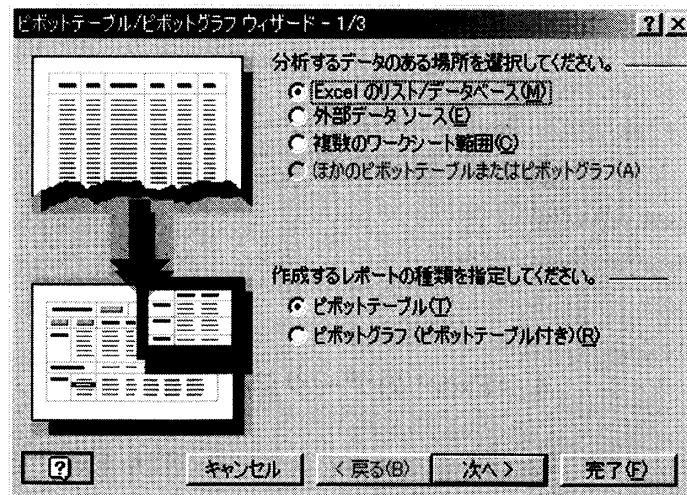 ピボットテーブル/ピボットグラフ ウィザード - 1/3
分析するデータのある場所を選択してください。
Excel のリスト/データベース(M)
外部データ ソース(E)
複数のワークシート範囲(C)
ほかのピボットテーブルまたはピボットグラフ(A)
作成するレポートの種類を指定してください。
ピボットテーブル(T)
ピボットグラフ (ピボットテーブル付き)(R)
キャンセル
< 戻る(B)
次へ >
完了(F)